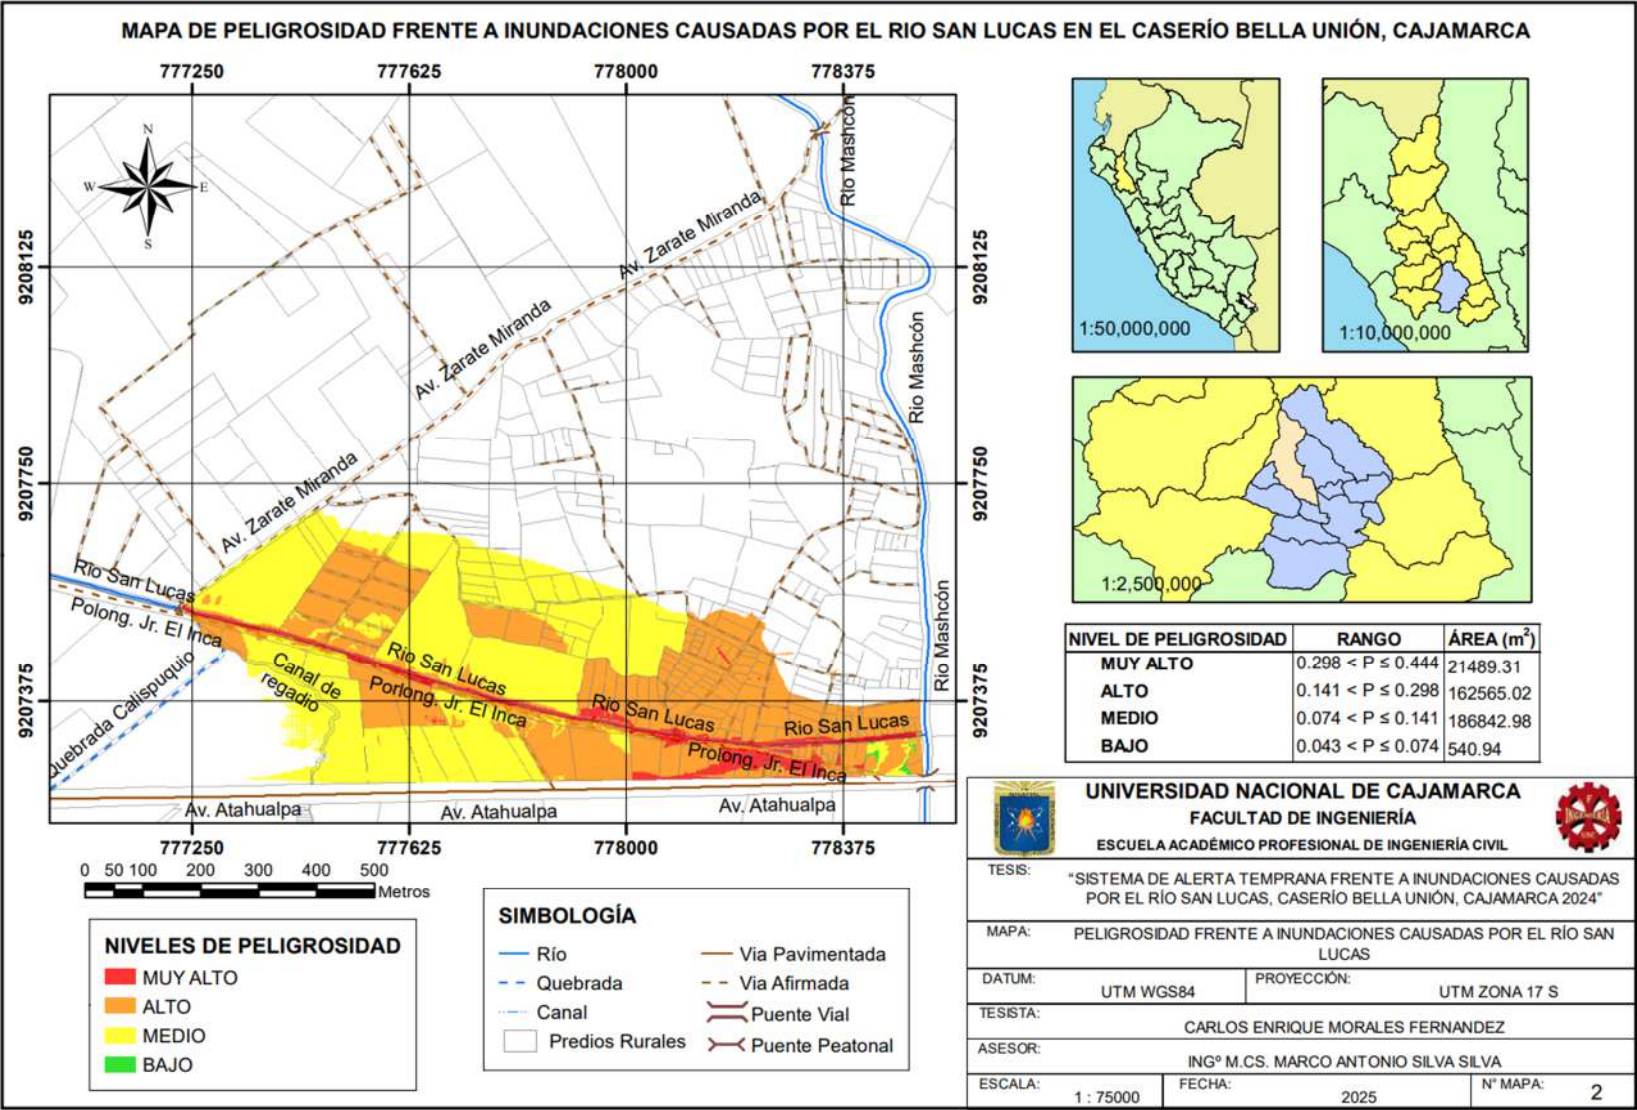 MAPA DE PELIGROSIDAD FRENTE A INUNDACIONES CAUSADAS POR EL RIO SAN LUCAS EN EL CASERÍO BELLA UNIÓN, CAJAMARCA
777250
777625
778000
778375
N
W
E
S
9208125
9207750
9207375
9208125
9207750
9207375
Rio Mashcón
Av. Zarate Miranda
Av. Zarate Miranda
Rio Mashcón
Av. Zarate Miranda
Rio San Lucas
Polong. Jr. El Inca
Quebrada Calispuquio
Canal de
regadio
Rio San Lucas
Porlong. Jr. El Inca
Rio San Lucas
Prolong. Jr. El Inca
Rio San Lucas
Rio Mashcón
Av. Atahualpa
Av. Atahualpa
Av. Atahualpa
777250
777625
778000
778375
0 50 100 200 300 400 500
Metros
NIVELES DE PELIGROSIDAD
MUY ALTO
ALTO
MEDIO
BAJO
SIMBOLOGÍA
Río
Quebrada
Canal
Predios Rurales
Via Pavimentada
Via Afirmada
Puente Vial
Puente Peatonal
1:50,000,000
1:10,000,000
1:2,500,000
NIVEL DE PELIGROSIDAD RANGO ÁREA (m²)
MUY ALTO 0.298 < P ≤ 0.444 21489.31
ALTO 0.141 < P ≤ 0.298 162565.02
MEDIO 0.074 < P ≤ 0.141 186842.98
BAJO 0.043 < P ≤ 0.074 540.94
UNIVERSIDAD NACIONAL DE CAJAMARCA
FACULTAD DE INGENIERÍA
ESCUELA ACADÉMICO PROFESIONAL DE INGENIERÍA CIVIL
INGENIERÍA
TESIS: "SISTEMA DE ALERTA TEMPRANA FRENTE A INUNDACIONES CAUSADAS
POR EL RÍO SAN LUCAS, CASERÍO BELLA UNIÓN, CAJAMARCA 2024"
MAPA: PELIGROSIDAD FRENTE A INUNDACIONES CAUSADAS POR EL RÍO SAN
LUCAS
DATUM: UTM WGS84
PROYECCIÓN: UTM ZONA 17 S
TESISTA: CARLOS ENRIQUE MORALES FERNANDEZ
ASESOR: INGº M.CS. MARCO ANTONIO SILVA SILVA
ESCALA: 1 : 75000
FECHA: 2025
N° MAPA: 2